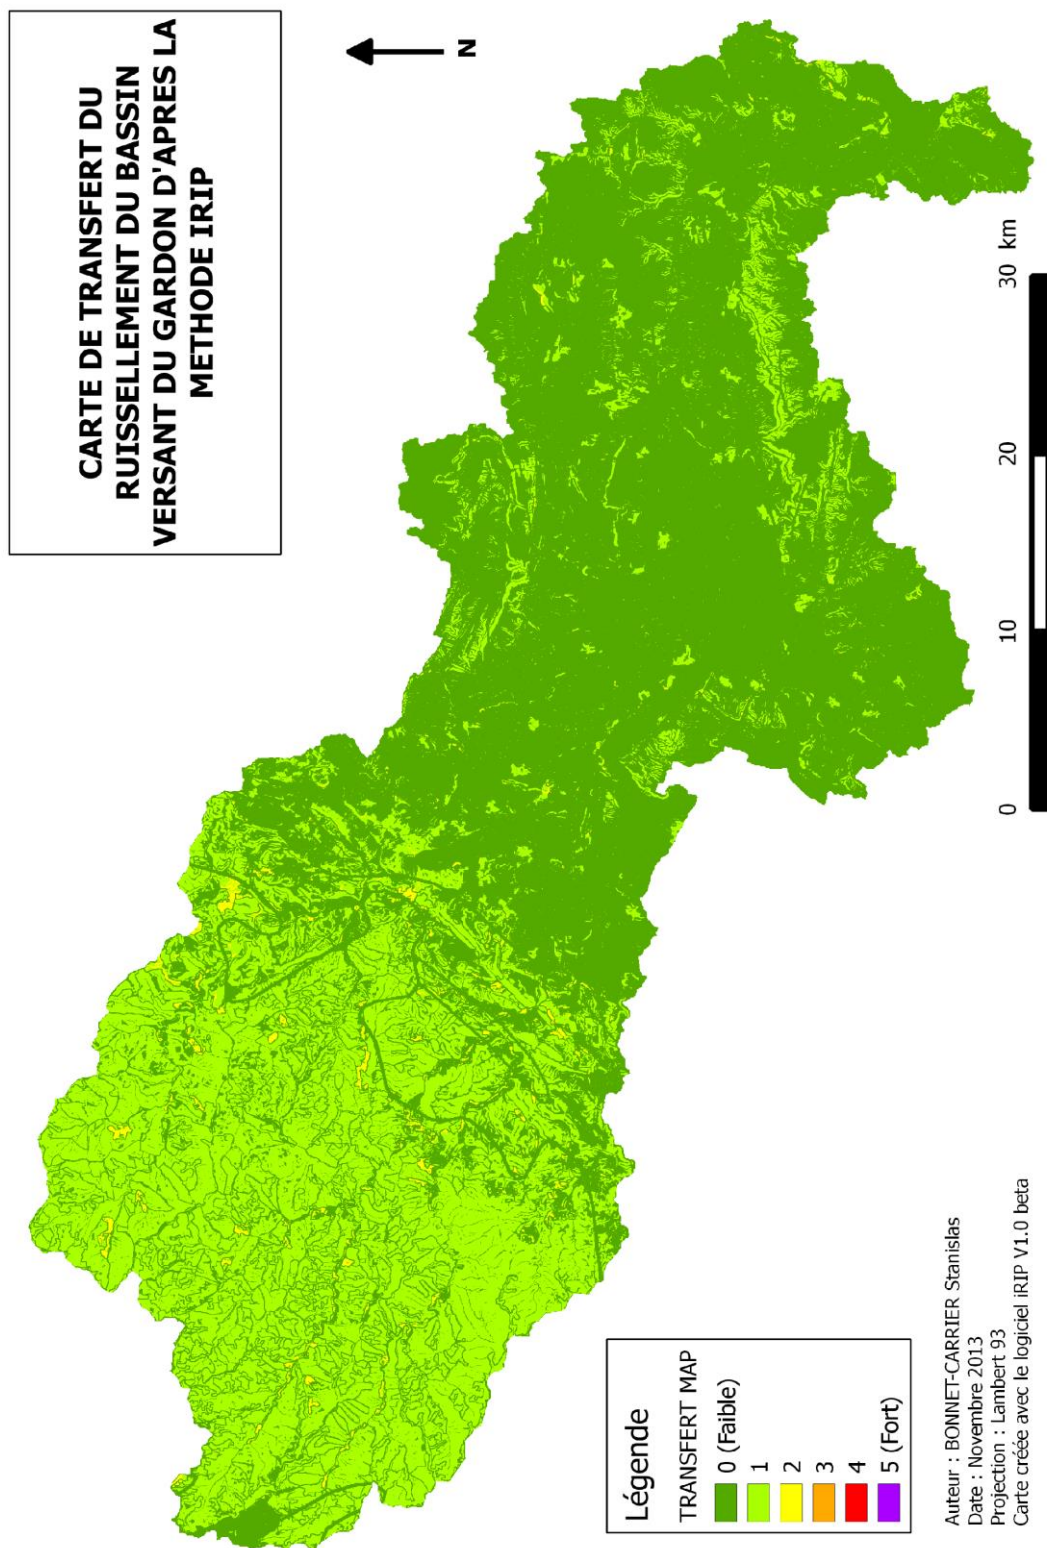 CARTE DE TRANSFERT DU
RUISSELLEMENT DU BASSIN
VERSANT DU GARDON D'APRES LA
METHODE IRIP
N
Légende
TRANSFERT MAP
0 (Faible)
1
2
3
4
5 (Fort)
0 10 20 30 km
Auteur : BONNET-CARRIER Stanislas
Date : Novembre 2013
Projection : Lambert 93
Carte créée avec le logiciel iRIP V1.0 beta